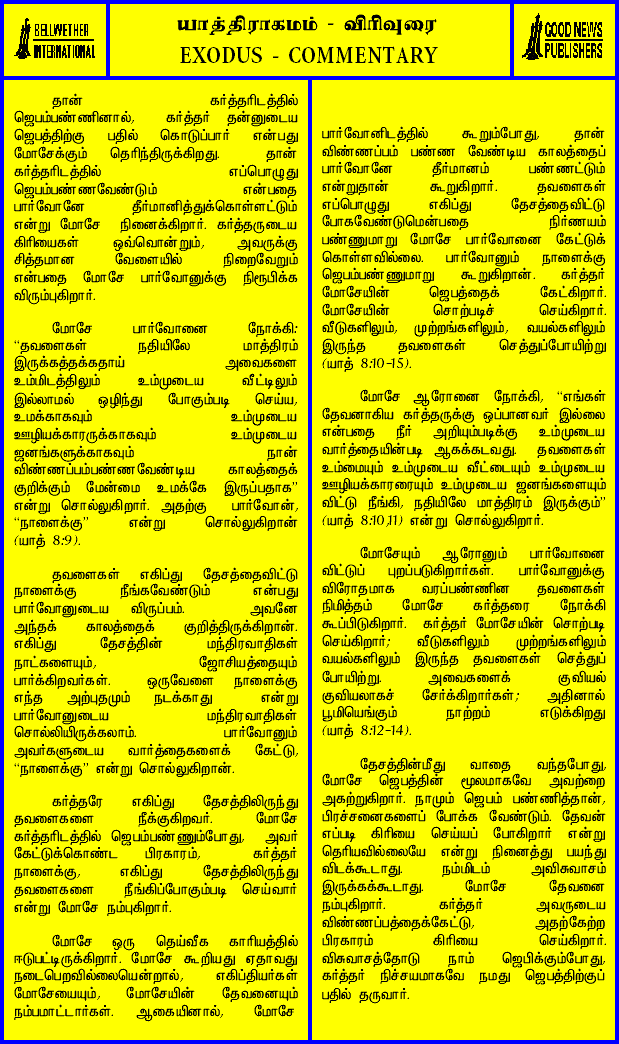 BELLWETHER
INTERNATIONAL
யாத்திராகமம் - விரிவுரை
EXODUS - COMMENTARY
GOOD NEWS
PUBLISHERS
தான் கர்த்தரிடத்தில்
ஜெபம்பண்ணினால், கர்த்தர் தன்னுடைய
ஜெபத்திற்கு பதில் கொடுப்பார் என்பது
மோசேக்கும் தெரிந்திருக்கிறது. தான்
கர்த்தரிடத்தில் எப்பொழுது
ஜெபம்பண்ணவேண்டும் என்பதை
பார்வோனே தீர்மானித்துக்கொள்ளட்டும்
என்று மோசே நினைக்கிறார். கர்த்தருடைய
கிரியைகள் ஒவ்வொன்றும், அவருக்கு
சித்தமான வேளையில் நிறைவேறும்
என்பதை மோசே பார்வோனுக்கு நிரூபிக்க
விரும்புகிறார்.
மோசே பார்வோனை நோக்கி:
“தவளைகள் நதியிலே மாத்திரம்
இருக்கத்தக்கதாய் அவைகளை
உம்மிடத்திலும் உம்முடைய வீட்டிலும்
இல்லாமல் ஒழிந்து போகும்படி செய்ய,
உமக்காகவும் உம்முடைய
ஊழியக்காரருக்காகவும் உம்முடைய
ஜனங்களுக்காகவும் நான்
விண்ணப்பம்பண்ணவேண்டிய காலத்தைக்
குறிக்கும் மேன்மை உமக்கே இருப்பதாக”
என்று சொல்லுகிறார். அதற்கு பார்வோன்,
“நாளைக்கு” என்று சொல்லுகிறான்
(யாத் 8:9).
தவளைகள் எகிப்து தேசத்தைவிட்டு
நாளைக்கு நீங்கவேண்டும் என்பது
பார்வோனுடைய விருப்பம். அவனே
அந்தக் காலத்தைக் குறித்திருக்கிறான்.
எகிப்து தேசத்தின் மந்திரவாதிகள்
நாட்களையும், ஜோசியத்தையும்
பார்க்கிறவர்கள். ஒருவேளை நாளைக்கு
எந்த அற்புதமும் நடக்காது என்று
பார்வோனுடைய மந்திரவாதிகள்
சொல்லியிருக்கலாம். பார்வோனும்
அவர்களுடைய வார்த்தைகளைக் கேட்டு,
“நாளைக்கு” என்று சொல்லுகிறான்.
கர்த்தரே எகிப்து தேசத்திலிருந்து
தவளைகளை நீக்குகிறவர். மோசே
கர்த்தரிடத்தில் ஜெபம்பண்ணும்போது, அவர்
கேட்டுக்கொண்ட பிரகாரம், கர்த்தர்
நாளைக்கு, எகிப்து தேசத்திலிருந்து
தவளைகளை நீங்கிப்போகும்படி செய்வார்
என்று மோசே நம்புகிறார்.
மோசே ஒரு தெய்வீக காரியத்தில்
ஈடுபட்டிருக்கிறார். மோசே கூறியது ஏதாவது
நடைபெறவில்லையென்றால், எகிப்தியர்கள்
மோசேயையும், மோசேயின் தேவனையும்
நம்பமாட்டார்கள். ஆகையினால், மோசே
பார்வோனிடத்தில் கூறும்போது, தான்
விண்ணப்பம் பண்ண வேண்டிய காலத்தைப்
பார்வோனே தீர்மானம் பண்ணட்டும்
என்றுதான் கூறுகிறார். தவளைகள்
எப்பொழுது எகிப்து தேசத்தைவிட்டு
போகவேண்டுமென்பதை நிர்ணயம்
பண்ணுமாறு மோசே பார்வோனை கேட்டுக்
கொள்ளவில்லை. பார்வோனும் நாளைக்கு
ஜெபம்பண்ணுமாறு கூறுகிறான். கர்த்தர்
மோசேயின் ஜெபத்தைக் கேட்கிறார்.
மோசேயின் சொற்படிச் செய்கிறார்.
வீடுகளிலும், முற்றங்களிலும், வயல்களிலும்
இருந்த தவளைகள் செத்துப்போயிற்று
(யாத் 8:10-15).
மோசே ஆரோனை நோக்கி, “எங்கள்
தேவனாகிய கர்த்தருக்கு ஒப்பானவர் இல்லை
என்பதை நீர் அறியும்படிக்கு உம்முடைய
வார்த்தையின்படி ஆகக்கடவது. தவளைகள்
உம்மையும் உம்முடைய வீட்டையும் உம்முடைய
ஊழியக்காரரையும் உம்முடைய ஜனங்களையும்
விட்டு நீங்கி, நதியிலே மாத்திரம் இருக்கும்”
(யாத் 8:10,11) என்று சொல்லுகிறார்.
மோசேயும் ஆரோனும் பார்வோனை
விட்டுப் புறப்படுகிறார்கள். பார்வோனுக்கு
விரோதமாக வரப்பண்ணின தவளைகள்
நிமித்தம் மோசே கர்த்தரை நோக்கி
கூப்பிடுகிறார். கர்த்தர் மோசேயின் சொற்படி
செய்கிறார்; வீடுகளிலும் முற்றங்களிலும்
வயல்களிலும் இருந்த தவளைகள் செத்துப்
போயிற்று. அவைகளைக் குவியல்
குவியலாகச் சேர்க்கிறார்கள்; அதினால்
பூமியெங்கும் நாற்றம் எடுக்கிறது
(யாத் 8:12-14).
தேசத்தின்மீது வாதை வந்தபோது,
மோசே ஜெபத்தின் மூலமாகவே அவற்றை
அகற்றுகிறார். நாமும் ஜெபம் பண்ணித்தான்,
பிரச்சனைகளைப் போக்க வேண்டும். தேவன்
எப்படி கிரியை செய்யப் போகிறார் என்று
தெரியவில்லையே என்று நினைத்து பயந்து
விடக்கூடாது. நம்மிடம் அவிசுவாசம்
இருக்கக்கூடாது. மோசே தேவனை
நம்புகிறார். கர்த்தர் அவருடைய
விண்ணப்பத்தைக்கேட்டு, அதற்கேற்ற
பிரகாரம் கிரியை செய்கிறார்.
விசுவாசத்தோடு நாம் ஜெபிக்கும்போது,
கர்த்தர் நிச்சயமாகவே நமது ஜெபத்திற்குப்
பதில் தருவார்.